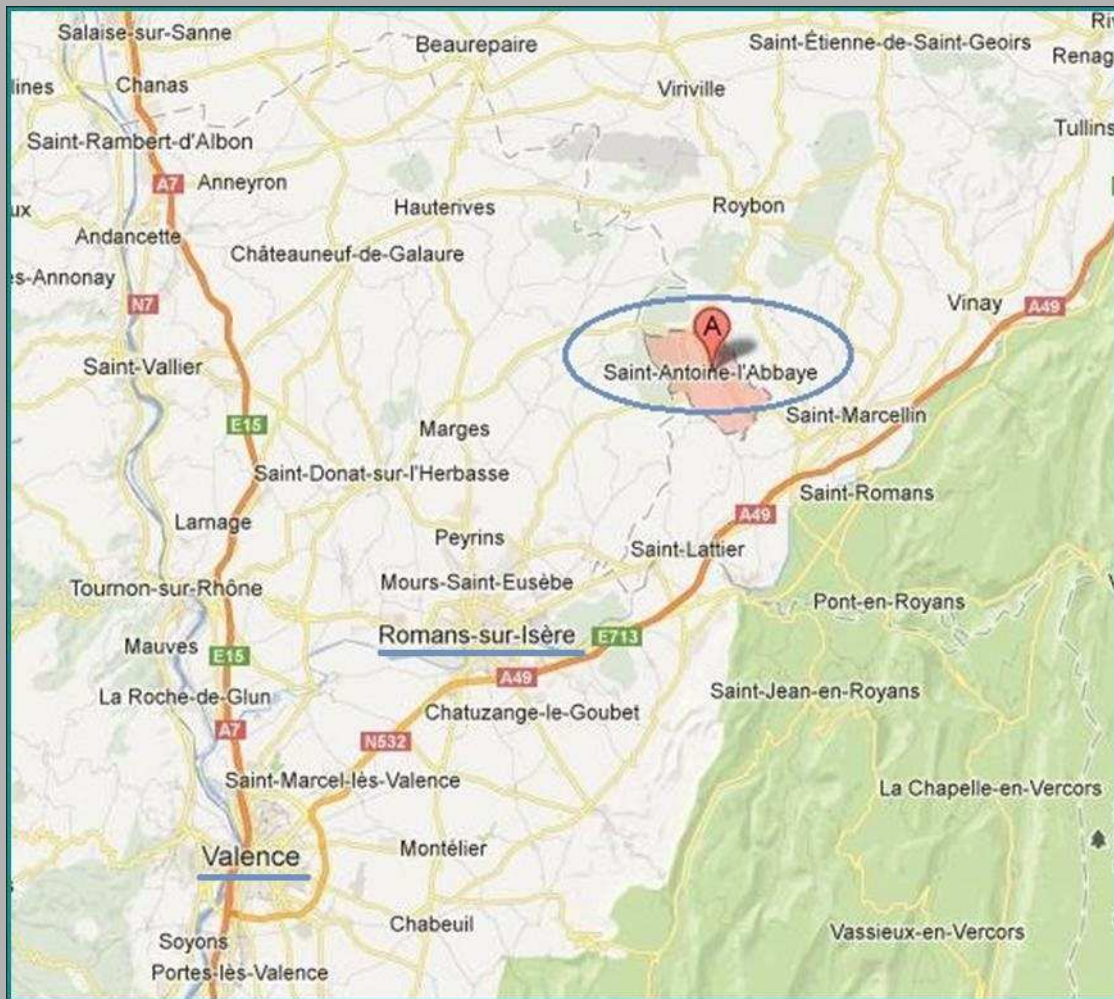 Salaise-sur-Sanne
Beaurepaire
Saint-Étienne-de-Saint-Geoirs
Chanas
Viriville
Saint-Rambert-d'Albon
Tullins
A7
Anneyron
Hauterives
Roybon
Andancette
Châteauneuf-de-Galaure
N7
Vinay
A49
A
Saint-Vallier
Saint-Antoine-l'Abbaye
E15
Marges
Saint-Marcellin
Saint-Donat-sur-l'Herbasse
Saint-Romans
Larnage
A49
Peyrins
Saint-Lattier
Tournon-sur-Rhône
Mours-Saint-Eusèbe
Pont-en-Royans
Mauves
E15
Romans-sur-Isère
E713
La Roche-de-Glun
A49
Saint-Jean-en-Royans
A7
Chatuzange-le-Goubet
N532
Saint-Marcel-lès-Valence
La Chapelle-en-Vercors
Valence
Montélier
Chabeuil
Soyons
Vassieux-en-Vercors
Portes-lès-Valence